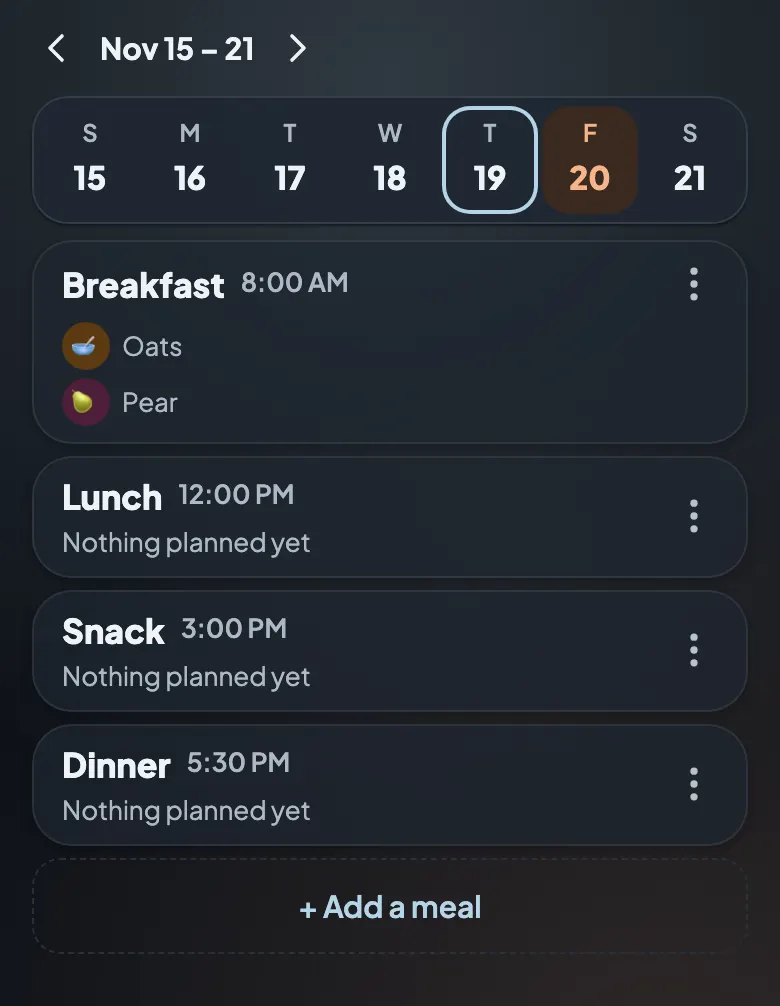 Nov 15 – 21
S M T W T F S
15 16 17 18 19 20 21
Breakfast 8:00 AM
Oats
Pear
Lunch 12:00 PM
Nothing planned yet
Snack 3:00 PM
Nothing planned yet
Dinner 5:30 PM
Nothing planned yet
+ Add a meal